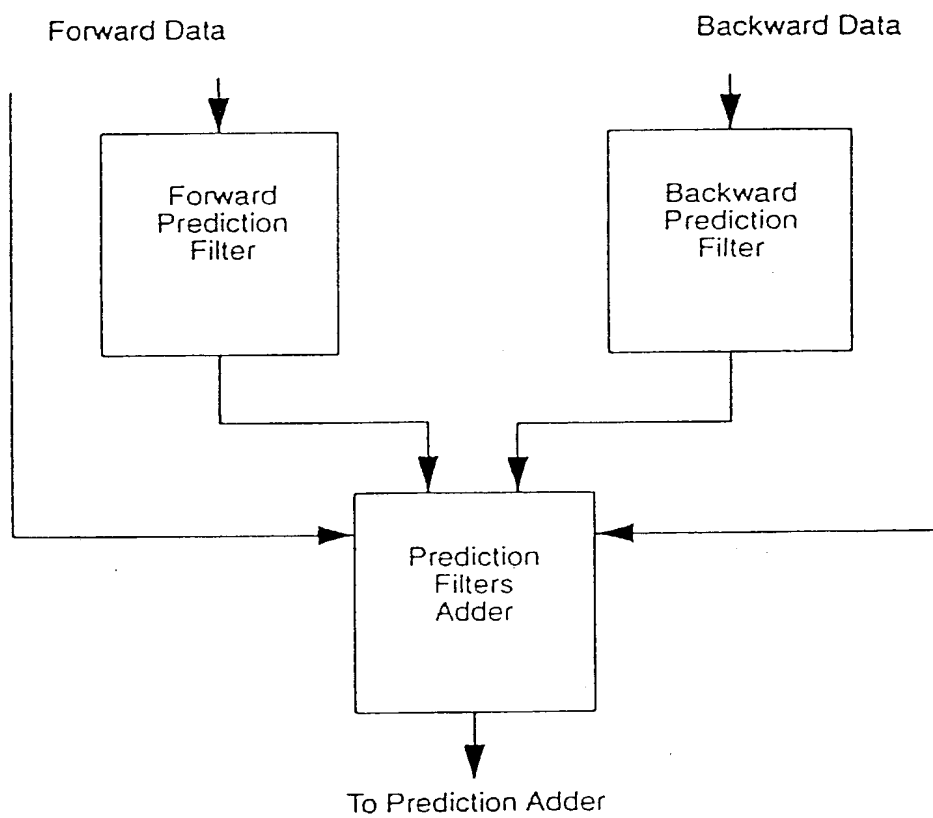 Forward Data
Backward Data
Forward
Prediction
Filter
Backward
Prediction
Filter
Prediction
Filters
Adder
To Prediction Adder